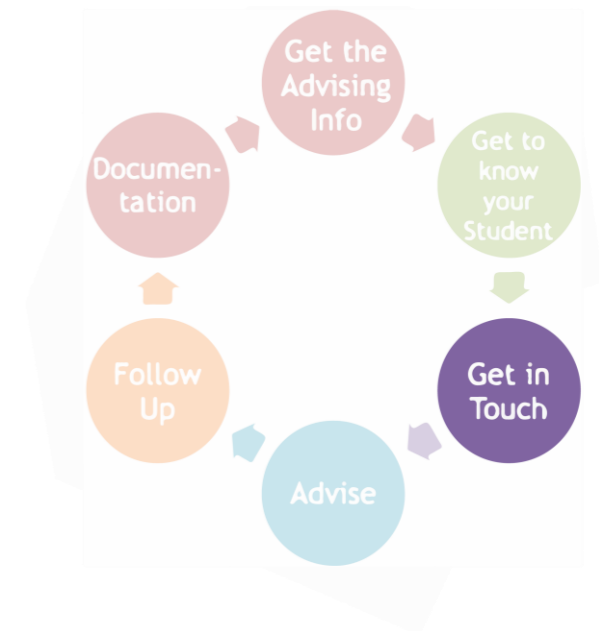 Get the
Advising
Info
Get to
know
your
Student
Get in
Touch
Advise
Follow
Up
Documen-
tation